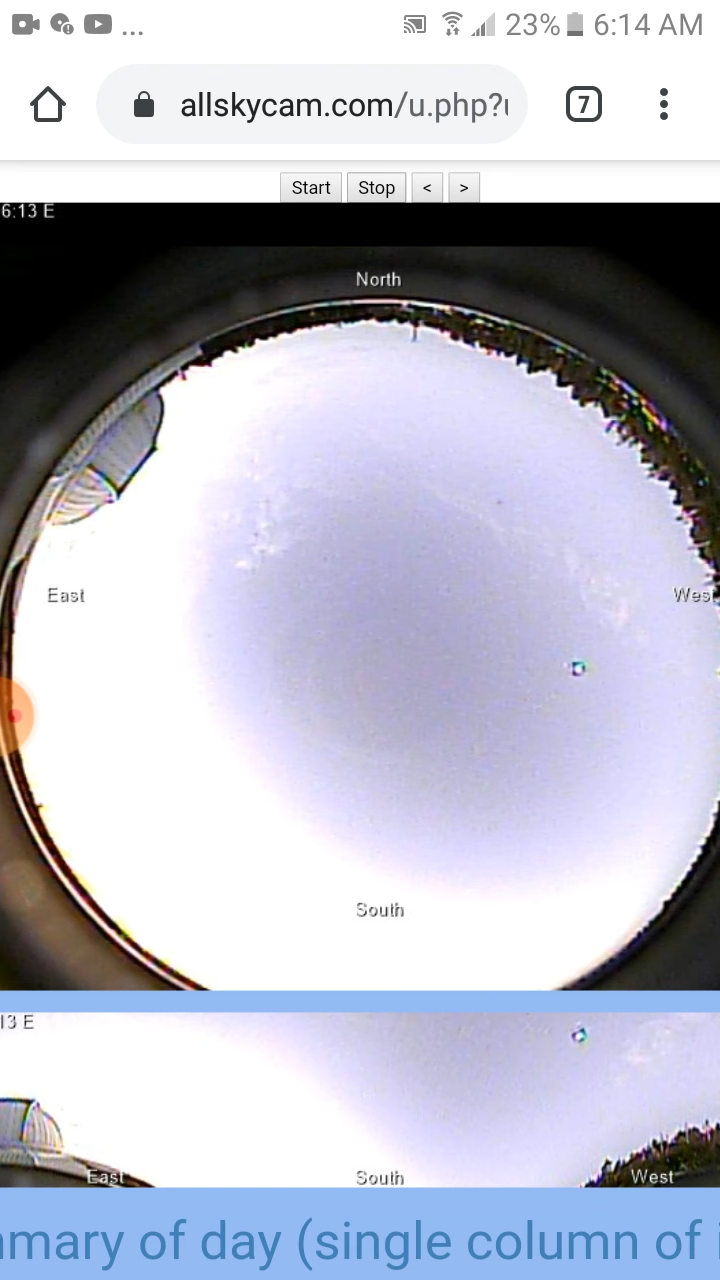 ... 23% 6:14 AM
allskycam.com/u.php?
7
Start Stop < >
6:13 E
North
East West
South
13 E
East South West
mmary of day (single column of